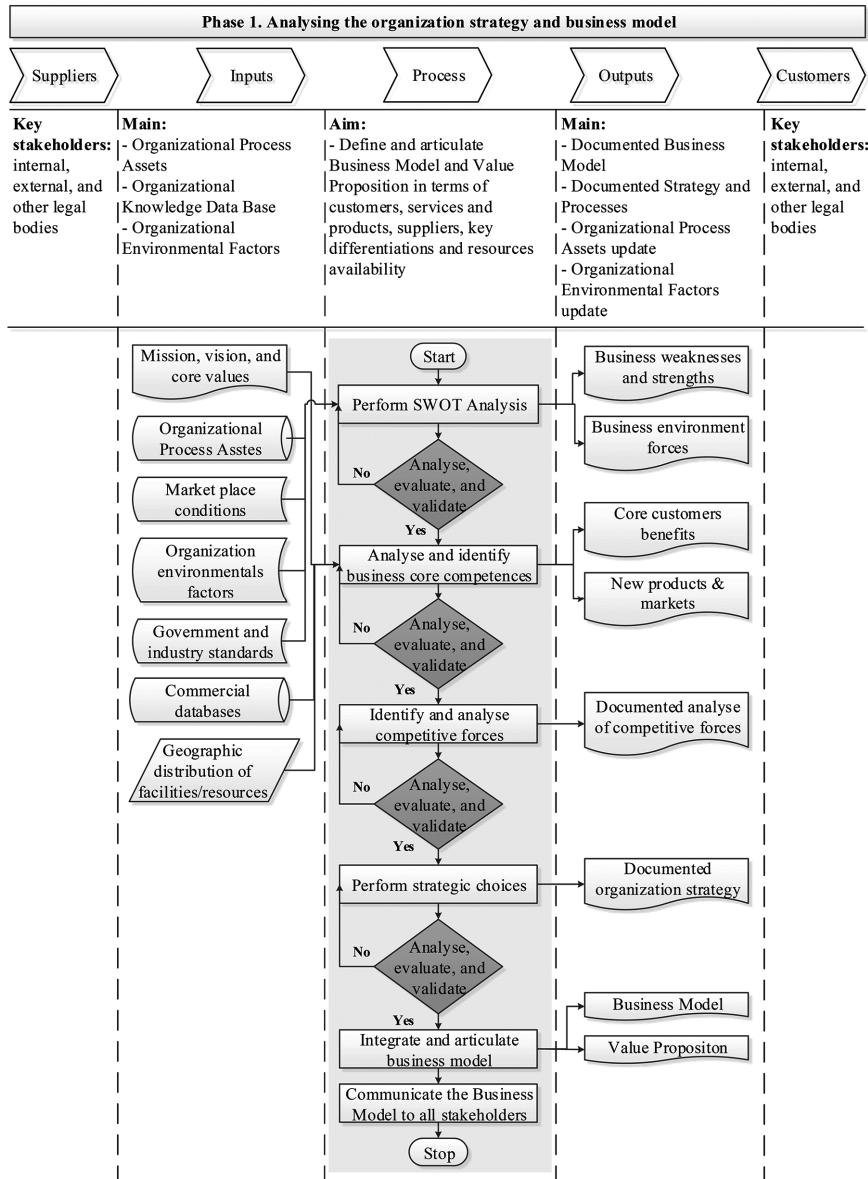 Phase 1. Analysing the organization strategy and business model
Suppliers
Inputs
Process
Outputs
Customers
Key
stakeholders:
internal,
external, and
other legal
bodies
Main:
- Organizational Process
Assets
- Organizational
Knowledge Data Base
- Organizational
Environmental Factors
Aim:
- Define and articulate
Business Model and Value
Proposition in terms of
customers, services and
products, suppliers, key
differentiations and resources
availability
Main:
- Documented Business
Model
- Documented Strategy and
Processes
- Organizational Process
Assets update
- Organizational
Environmental Factors
update
Key
stakeholders:
internal,
external, and
other legal
bodies
Mission, vision, and
core values
Organizational
Process Asstes
Market place
conditions
Organization
environmentals
factors
Government and
industry standards
Commercial
databases
Geographic
distribution of
facilities/resources
Start
Perform SWOT Analysis
No
Analyse,
evaluate, and
validate
Yes
Analyse and identify
business core competences
No
Analyse,
evaluate, and
validate
Yes
Identify and analyse
competitive forces
No
Analyse,
evaluate, and
validate
Yes
Perform strategic choices
No
Analyse,
evaluate, and
validate
Yes
Integrate and articulate
business model
Communicate the Business
Model to all stakeholders
Stop
Business weaknesses
and strengths
Business environment
forces
Core customers
benefits
New products &
markets
Documented analyse
of competitive forces
Documented
organization strategy
Business Model
Value Propositon